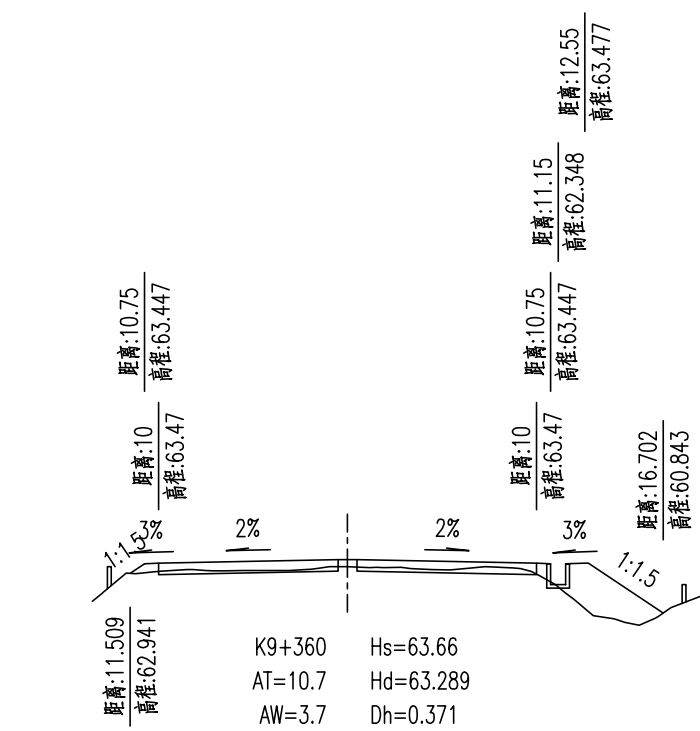 距离:12.55
高程:63.477
距离:11.15
高程:62.348
距离:10.75
高程:63.447
距离:10.75
高程:63.447
距离:10
高程:63.47
距离:10
高程:63.47
距离:16.702
高程:60.843
1:1.5
3%
2%
2%
3%
1:1.5
距离:11.509
高程:62.941
K9+360 Hs=63.66
AT=10.7 Hd=63.289
AW=3.7 Dh=0.371